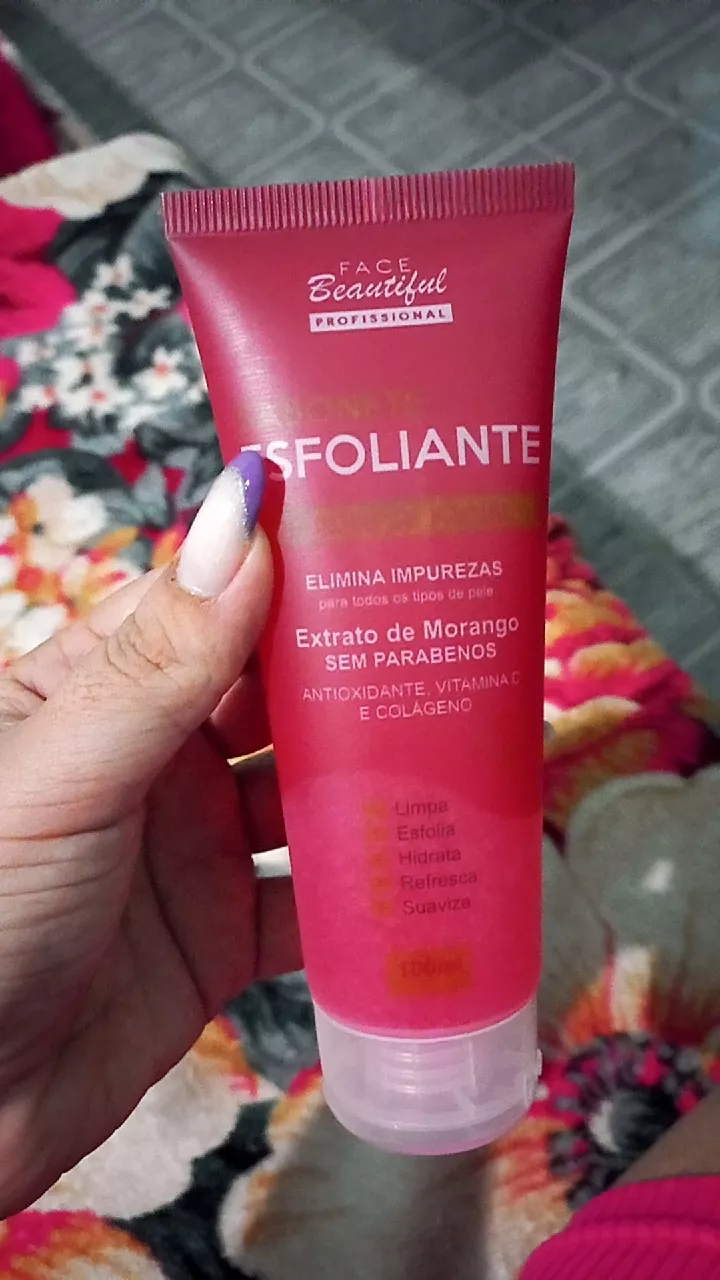 FACE
Beautiful
PROFISSIONAL
ESFOLIANTE
ELIMINA IMPUREZAS
para todos os tipos de pele
Extrato de Morango
SEM PARABENOS
ANTIOXIDANTE, VITAMINA C
E COLÁGENO
Limpa
Esfolia
Hidrata
Refresca
Suaviza
100ml